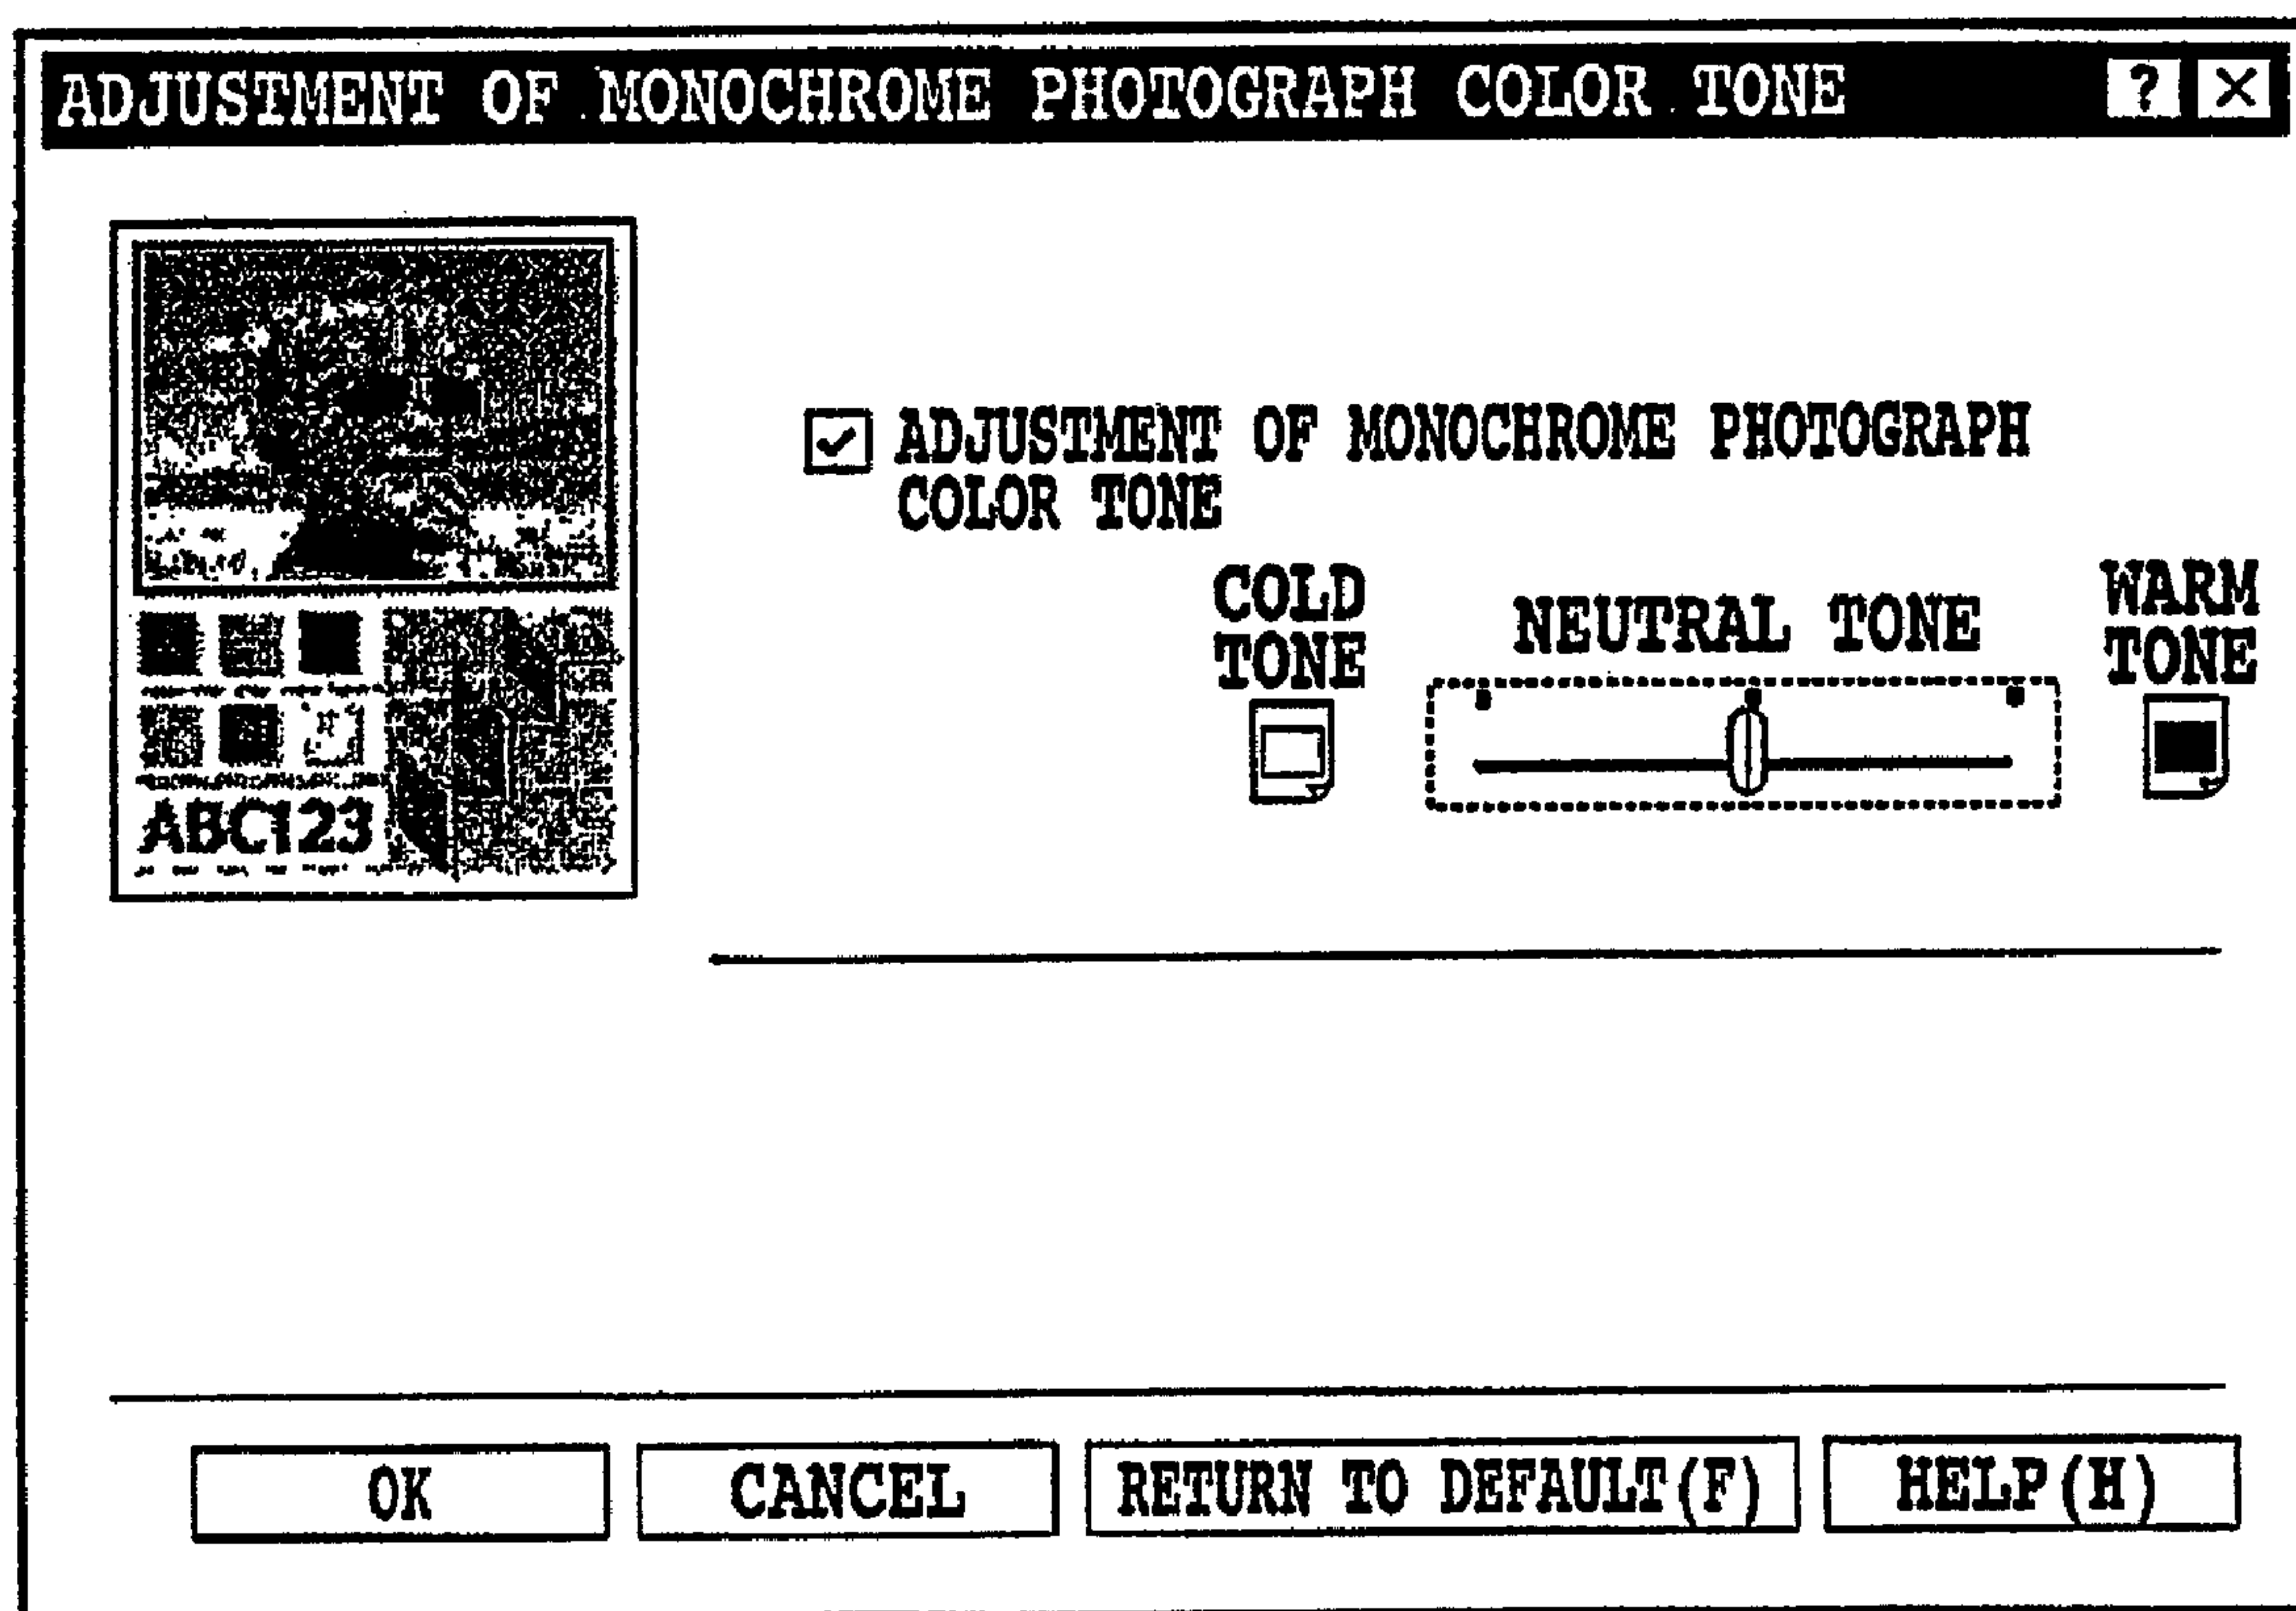 ADJUSTMENT OF MONOCHROME PHOTOGRAPH COLOR TONE ? ×
ADJUSTMENT OF MONOCHROME PHOTOGRAPH
COLOR TONE
COLD
TONE
NEUTRAL TONE
WARM
TONE
ABC123
OK
CANCEL
RETURN TO DEFAULT(F)
HELP(H)